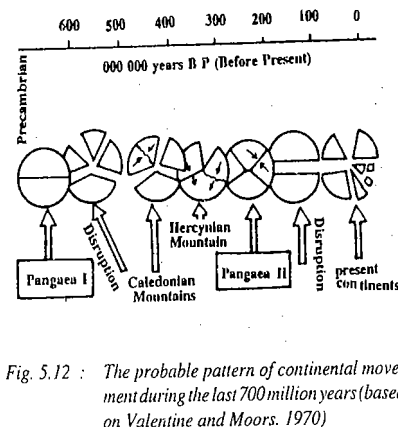 600 500 400 300 200 100 0
000 000 years B P (Before Present)
Precambrian
Pangaea I
Disruption
Caledonian
Mountains
Hercynian
Mountain
Pangaea II
Disruption
present
continents
Fig. 5.12 : The probable pattern of continental move-
ment during the last 700 million years (based
on Valentine and Moors. 1970)